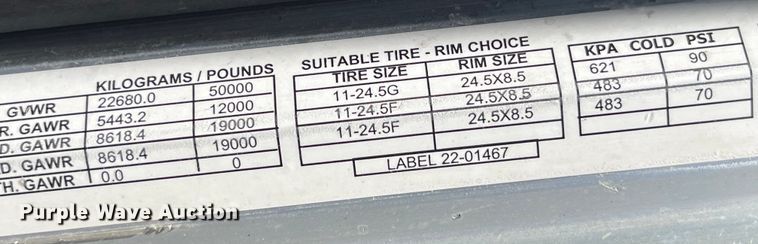 KILOGRAMS / POUNDS
GVWR 22680.0 50000
R. GAWR 5443.2 12000
D. GAWR 8618.4 19000
D. GAWR 8618.4 19000
TH. GAWR 0.0 0
SUITABLE TIRE - RIM CHOICE
TIRE SIZE RIM SIZE
11-24.5G 24.5X8.5
11-24.5F 24.5X8.5
11-24.5F 24.5X8.5
LABEL 22-01467
KPA COLD PSI
621 90
483 70
483 70
Purple Wave Auction